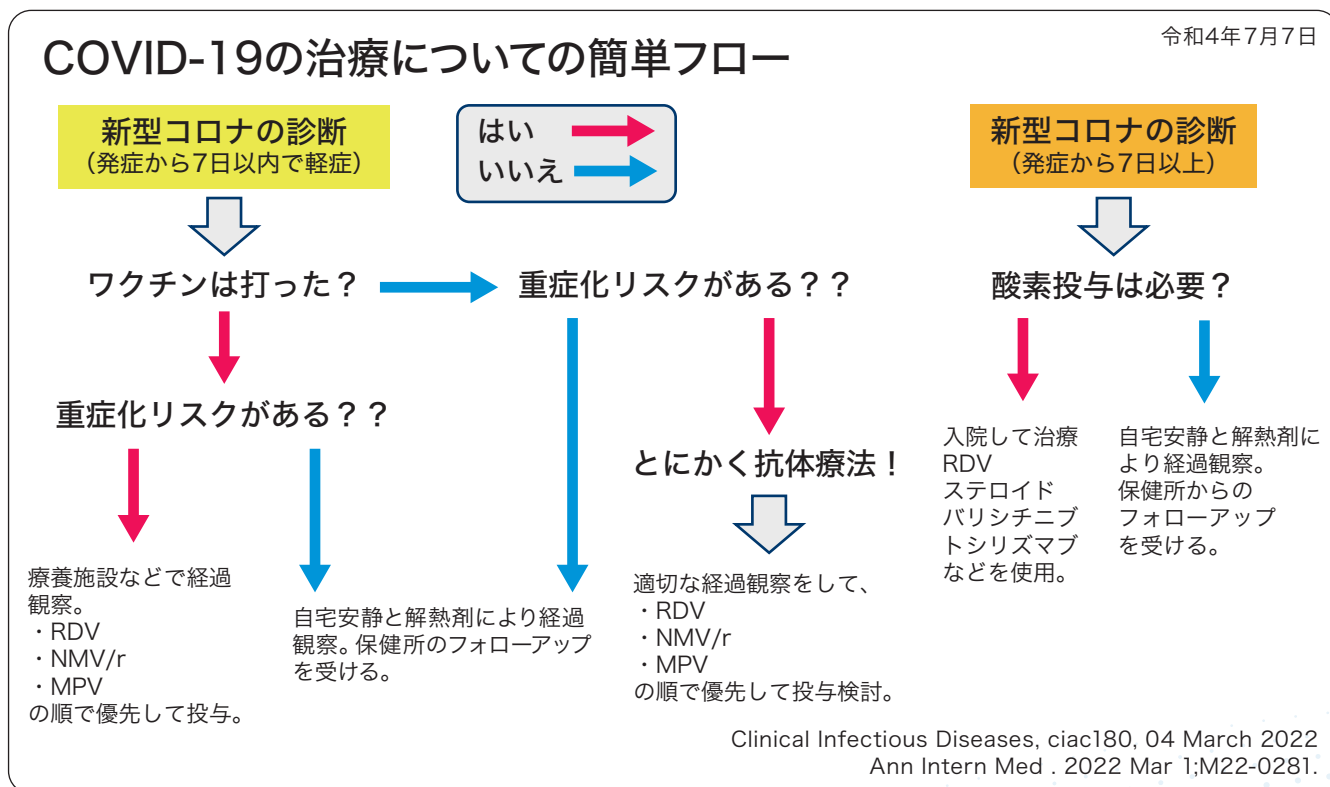 令和4年7月7日
COVID-19の治療についての簡単フロー
新型コロナの診断
（発症から7日以内で軽症）
はい
いいえ
新型コロナの診断
（発症から7日以上）
ワクチンは打った？
重症化リスクがある？？
酸素投与は必要？
重症化リスクがある？？
とにかく抗体療法！
入院して治療
RDV
ステロイド
バリシチニブ
トシリズマブ
などを使用。
自宅安静と解熱剤に
より経過観察。
保健所からの
フォローアップ
を受ける。
療養施設などで経過
観察。
・RDV
・NMV/r
・MPV
の順で優先して投与。
自宅安静と解熱剤により経過
観察。保健所のフォローアップ
を受ける。
適切な経過観察をして、
・RDV
・NMV/r
・MPV
の順で優先して投与検討。
Clinical Infectious Diseases, ciac180, 04 March 2022
Ann Intern Med . 2022 Mar 1;M22-0281.